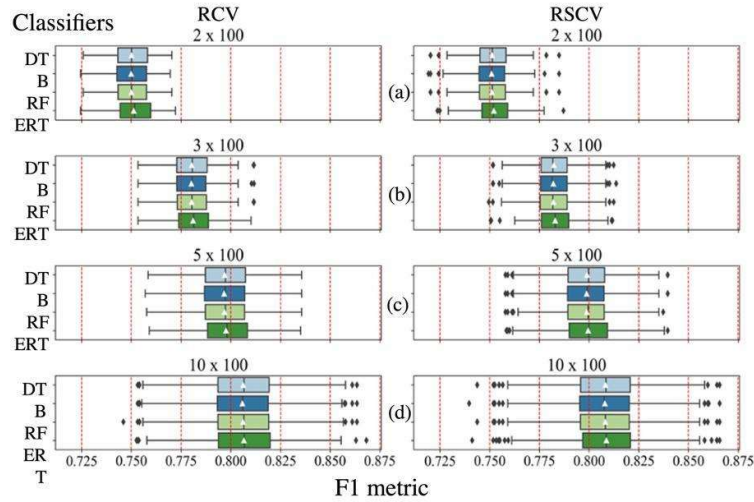 Classifiers
RCV
RSCV
2 x 100
2 x 100
DT
B
RF
ERT
(a)
3 x 100
3 x 100
DT
B
RF
ERT
(b)
5 x 100
5 x 100
DT
B
RF
ERT
(c)
10 x 100
10 x 100
DT
B
RF
ER
T
(d)
0.725 0.750 0.775 0.800 0.825 0.850 0.875
0.725 0.750 0.775 0.800 0.825 0.850 0.875
F1 metric